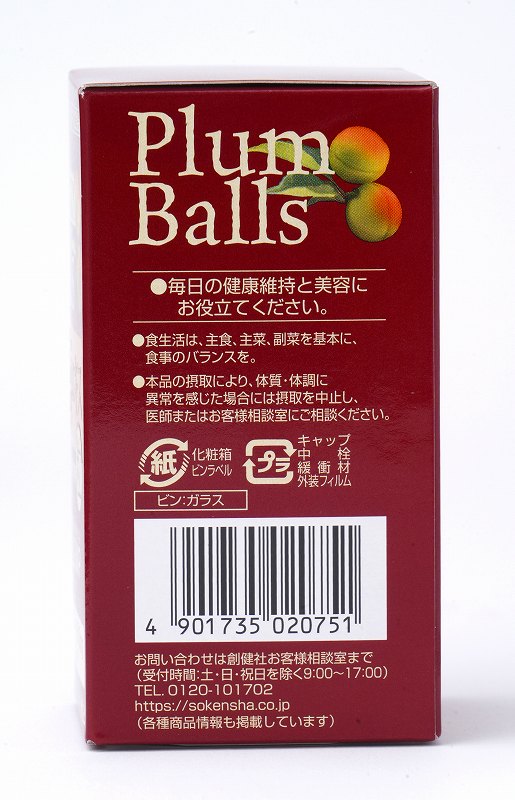 Plum
Balls
●毎日の健康維持と美容に
お役立てください。
●食生活は、主食、主菜、副菜を基本に、
食事のバランスを。
●本品の摂取により、体質・体調に
異常を感じた場合には摂取を中止し、
医師またはお客様相談室にご相談ください。
紙
化粧箱
ビンラベル
プラ
キャップ
中栓
緩衝材
外装フィルム
ビン:ガラス
4 901735 020751
お問い合わせは創健社お客様相談室まで
(受付時間:土・日・祝日を除く9:00〜17:00)
TEL. 0120-101702
https://sokensha.co.jp
(各種商品情報も掲載しています)